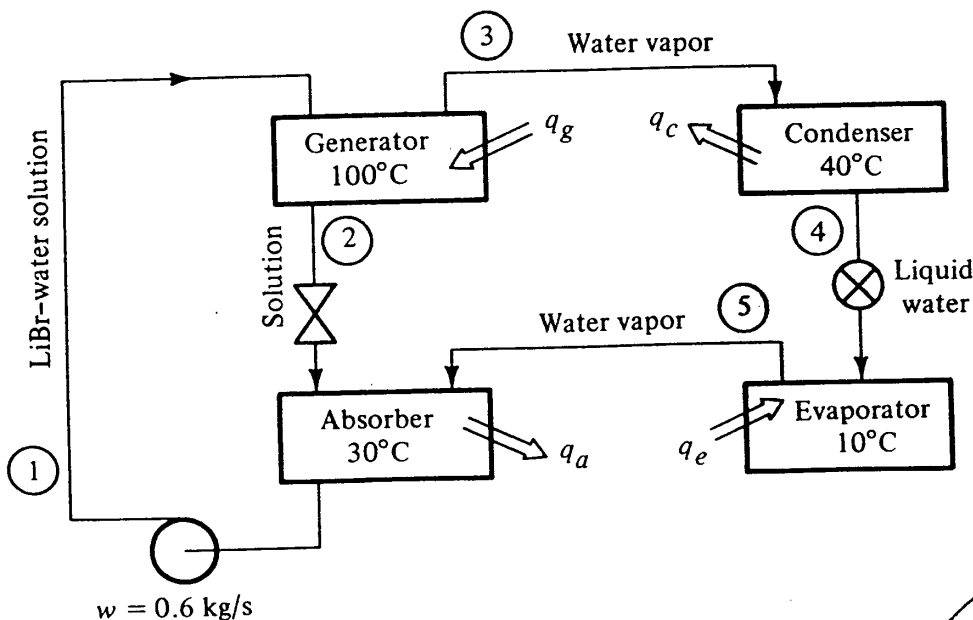 3
Water vapor
Generator
100°C
q_g
q_c
Condenser
40°C
LiBr–water solution
2
Solution
4
Liquid
water
Water vapor
5
Absorber
30°C
q_a
q_e
Evaporator
10°C
1
w = 0.6 kg/s